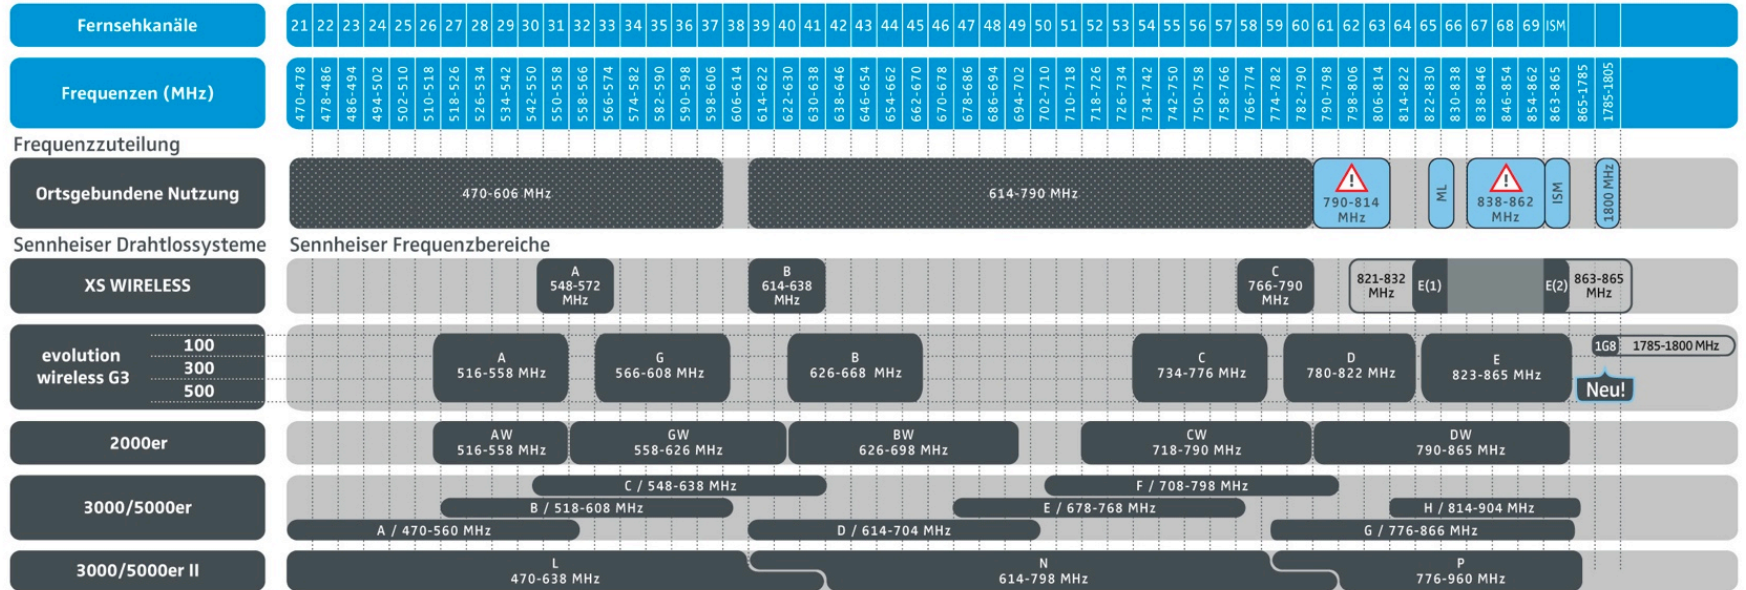 Fernsehkanäle 21 22 23 24 25 26 27 28 29 30 31 32 33 34 35 36 37 38 39 40 41 42 43 44 45 46 47 48 49 50 51 52 53 54 55 56 57 58 59 60 61 62 63 64 65 66 67 68 69 ISM
Frequenzen (MHz) 470-478 478-486 486-494 494-502 502-510 510-518 518-526 526-534 534-542 542-550 550-558 558-566 566-574 574-582 582-590 590-598 598-606 606-614 614-622 622-630 630-638 638-646 646-654 654-662 662-670 670-678 678-686 686-694 694-702 702-710 710-718 718-726 726-734 734-742 742-750 750-758 758-766 766-774 774-782 782-790 790-798 798-806 806-814 814-822 822-830 830-838 838-846 846-854 854-862 863-865 865-1785 1785-1805
Frequenzzuteilung
Ortsgebundene Nutzung 470-606 MHz 614-790 MHz
!
790-814
MHz
ML
!
838-862
MHz
ISM
1800 MHz
Sennheiser Drahtlossysteme Sennheiser Frequenzbereiche
XS WIRELESS
A
548-572
MHz
B
614-638
MHz
C
766-790
MHz
821-832
MHz
E(1)
E(2)
863-865
MHz
evolution
wireless G3
100
300
500
A
516-558 MHz
G
566-608 MHz
B
626-668 MHz
C
734-776 MHz
D
780-822 MHz
E
823-865 MHz
1G8 1785-1800 MHz
Neu!
2000er
AW
516-558 MHz
GW
558-626 MHz
BW
626-698 MHz
CW
718-790 MHz
DW
790-865 MHz
3000/5000er
C / 548-638 MHz F / 708-798 MHz
B / 518-608 MHz E / 678-768 MHz H / 814-904 MHz
A / 470-560 MHz D / 614-704 MHz G / 776-866 MHz
3000/5000er II
L
470-638 MHz
N
614-798 MHz
P
776-960 MHz